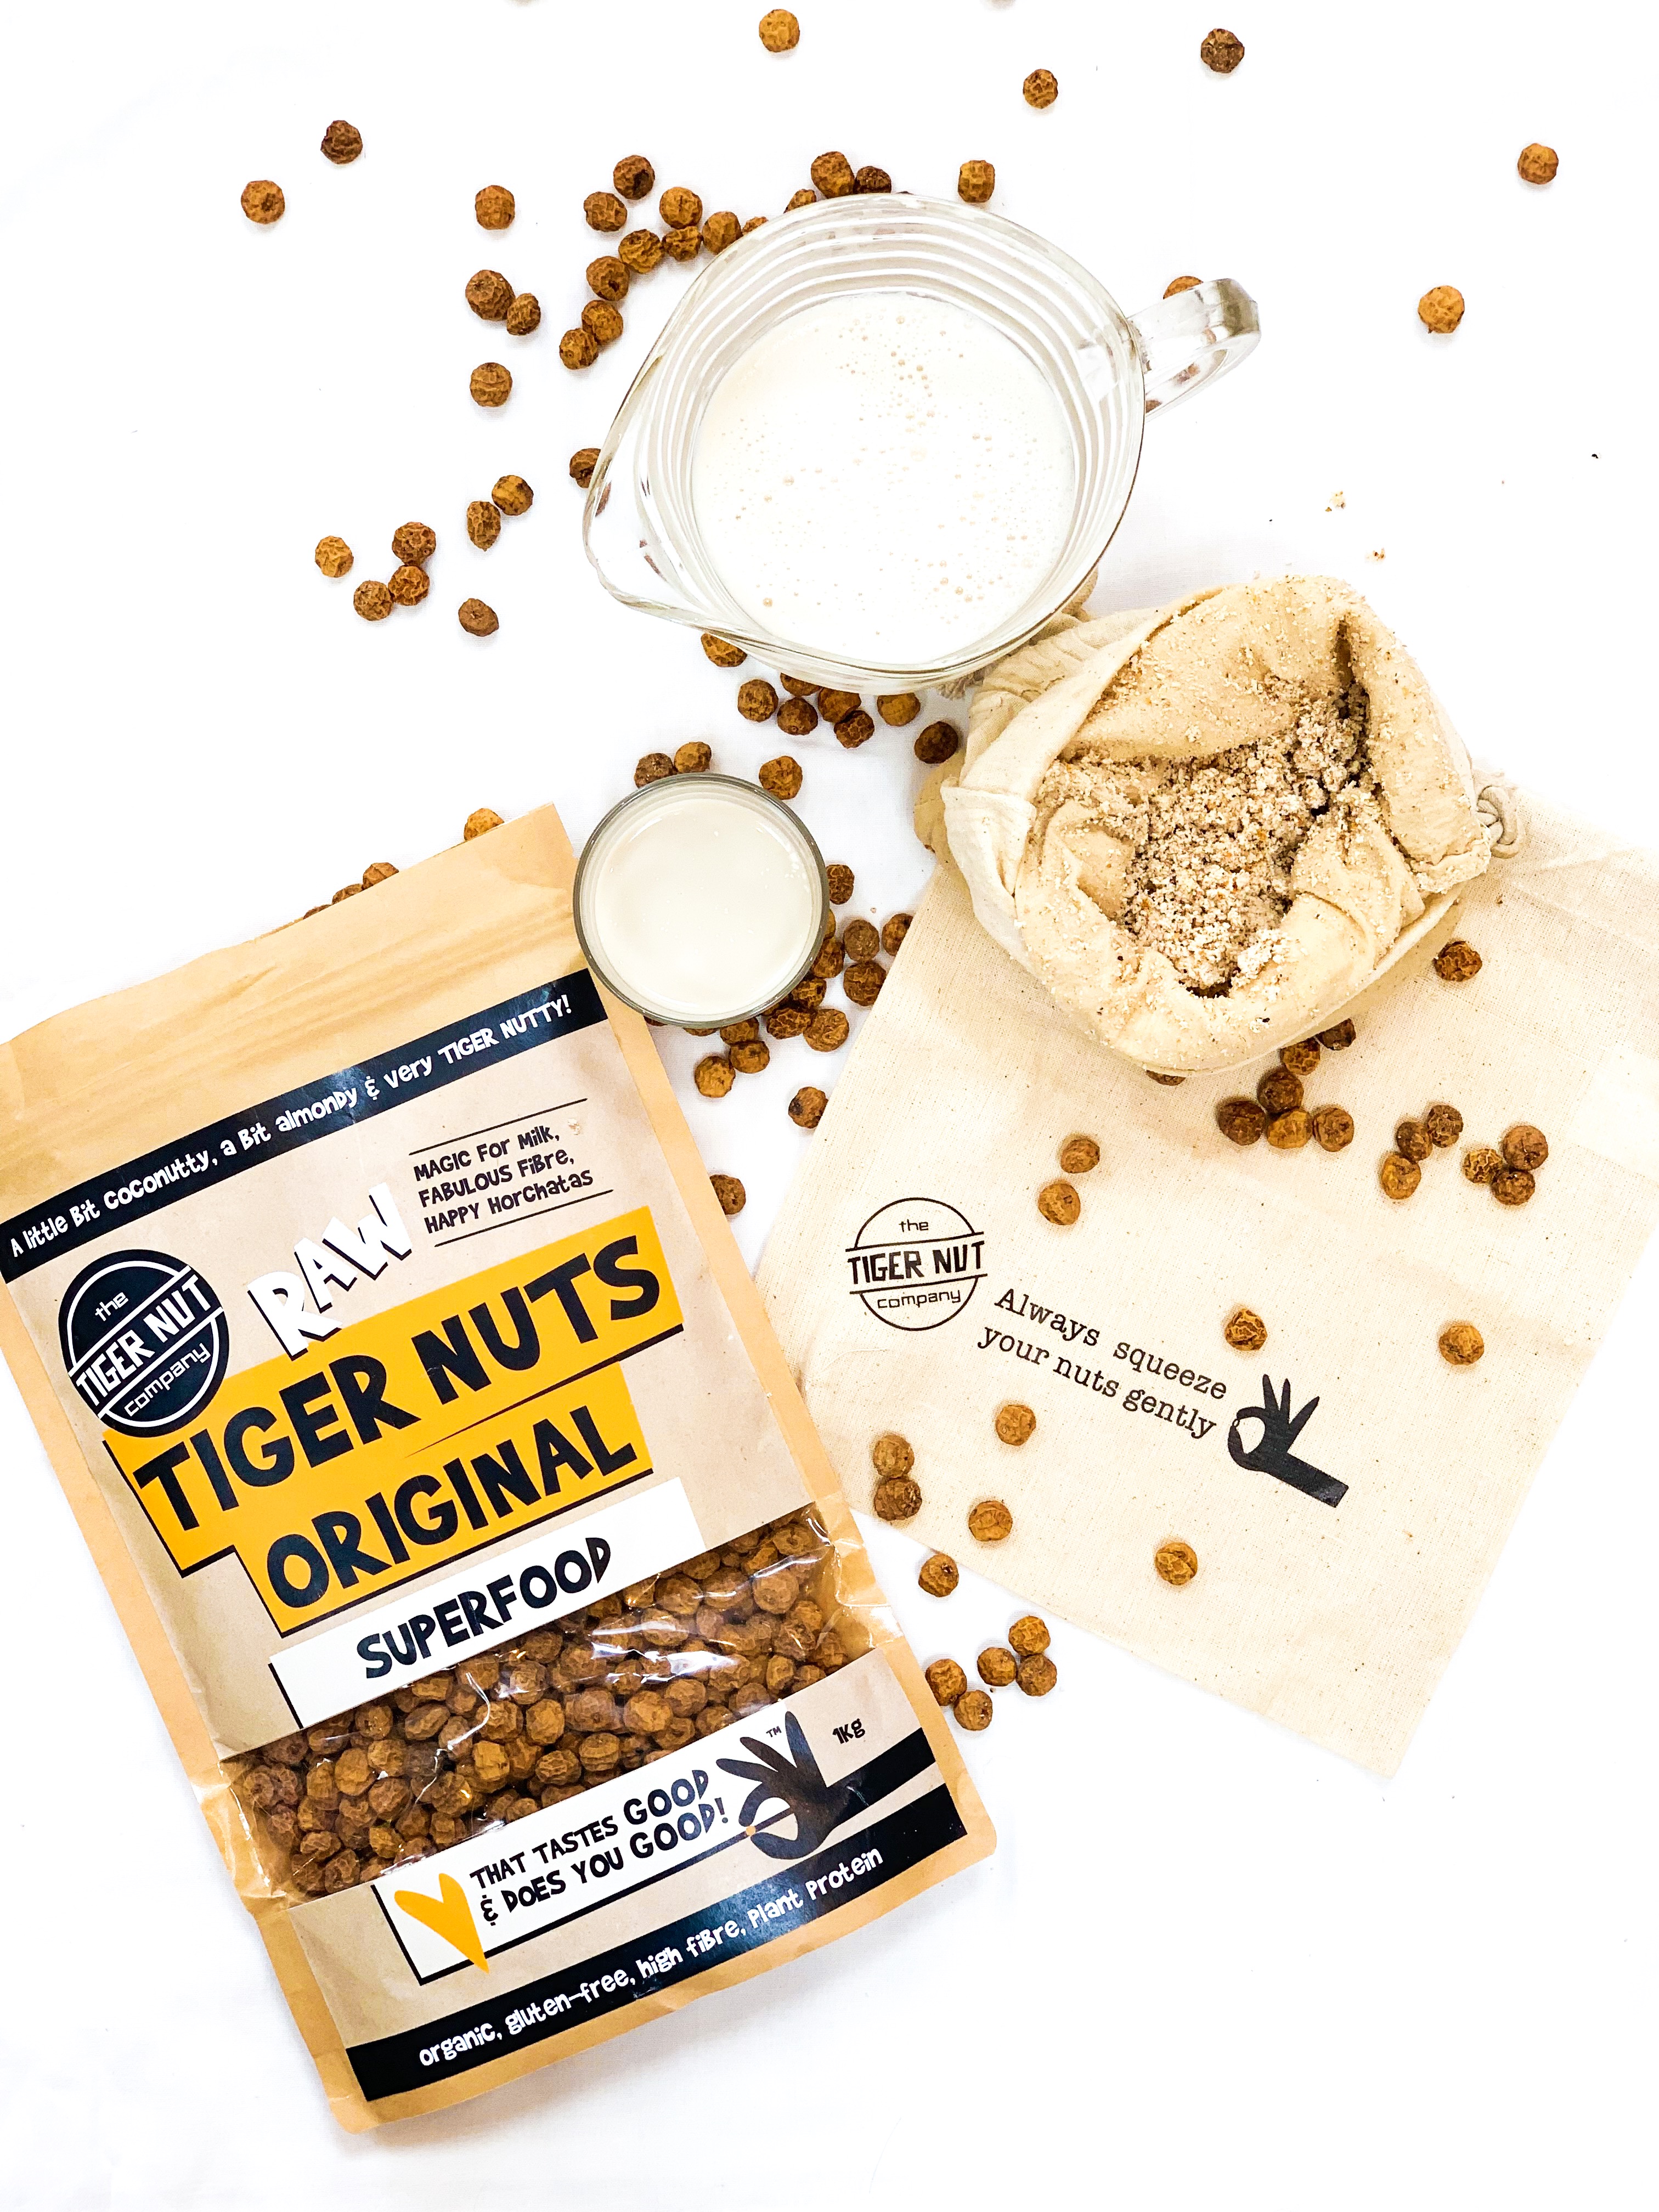 A little Bit coconutty, a Bit almondy & very TIGER NUTTY!
MAGIC For Milk,
FABULOUS FiBre,
HAPPY Horchatas
RAW
the
TIGER NUT
company
TIGER NUTS
ORIGINAL
SUPERFOOD
THAT TASTES GOOD
& DOES YOU GOOD!
TM
1Kg
organic, gluten-free, high fiBre, Plant Protein
the
TIGER NUT
company
Always squeeze
your nuts gently